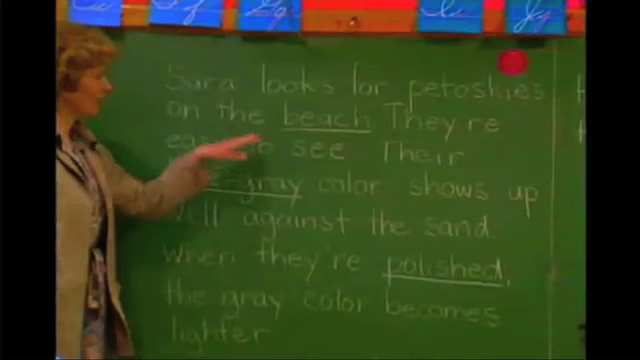 Sara looks for petoskies
on the beach They're
to see Their
gray color shows up
well against the sand
When they're polished,
the gray color becomes
lighter